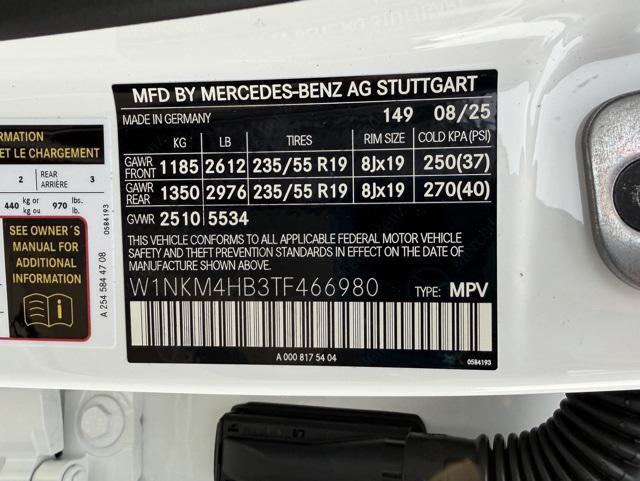 MFD BY MERCEDES-BENZ AG STUTTGART
MADE IN GERMANY 149 08/25
KG LB TIRES RIM SIZE COLD KPA(PSI)
GAWR FRONT 1185 2612 235/55 R19 8Jx19 250(37)
GAWR REAR 1350 2976 235/55 R19 8Jx19 270(40)
GVWR 2510 5534
THIS VEHICLE CONFORMS TO ALL APPLICABLE FEDERAL MOTOR VEHICLE
SAFETY AND THEFT PREVENTION STANDARDS IN EFFECT ON THE DATE
OF MANUFACTURE SHOWN ABOVE.
W1NKM4HB3TF466980 TYPE: MPV
A 000 817 54 04 0584193
ET LE CHARGEMENT
2 REAR ARRIÈRE 3
440 kg or kg ou 970 lbs. lb.
0584193
SEE OWNER´S
MANUAL FOR
ADDITIONAL
INFORMATION
A 254 584 47 08